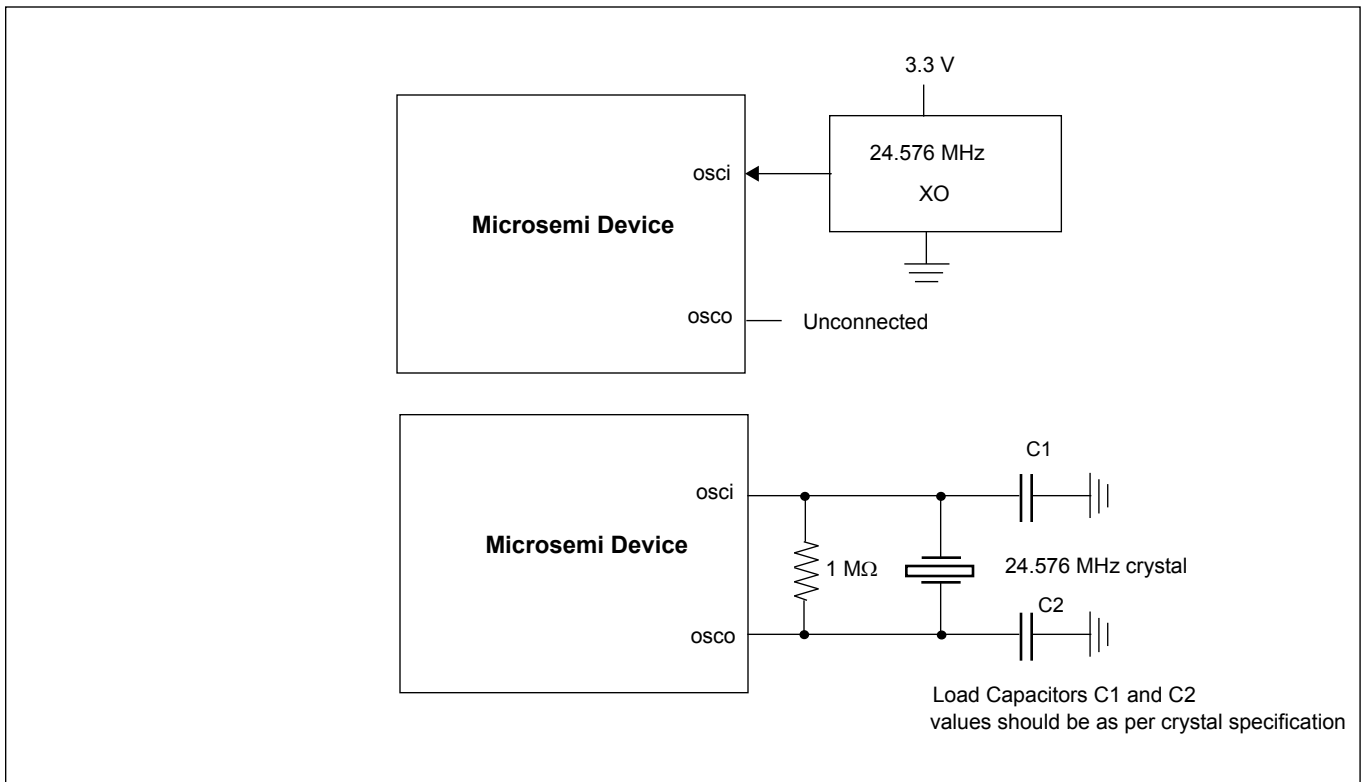 3.3 V
24.576 MHz
XO
osci
Microsemi Device
osco
Unconnected
C1
osci
Microsemi Device
1 MΩ
24.576 MHz crystal
C2
osco
Load Capacitors C1 and C2
values should be as per crystal specification